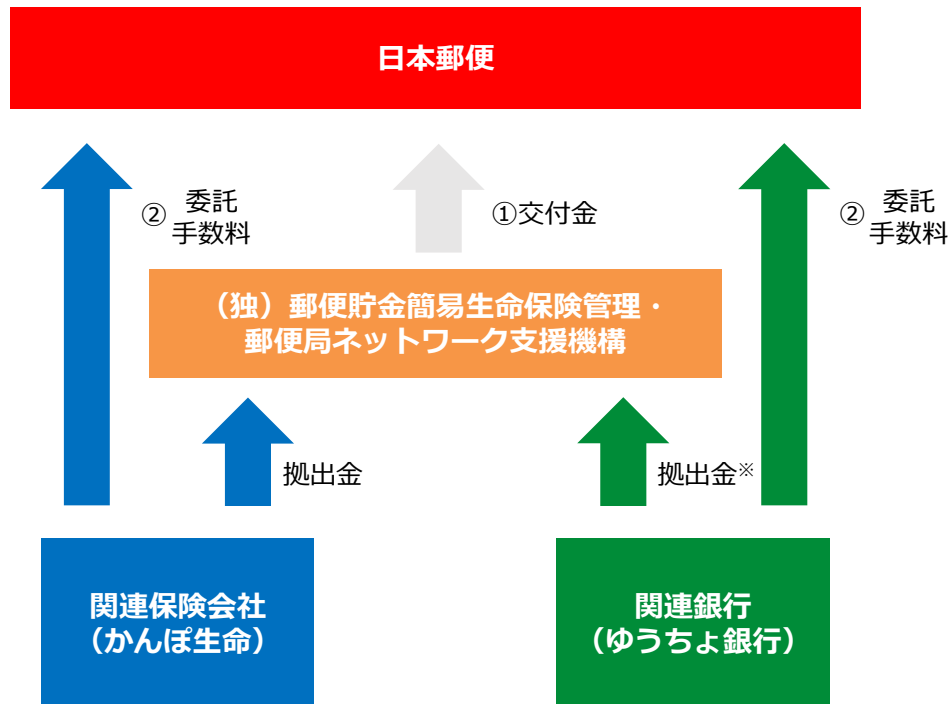 日本郵便
② 委託
手数料
①交付金
② 委託
手数料
（独）郵便貯金簡易生命保険管理・
郵便局ネットワーク支援機構
拠出金
拠出金※
関連保険会社
（かんぽ生命）
関連銀行
（ゆうちょ銀行）